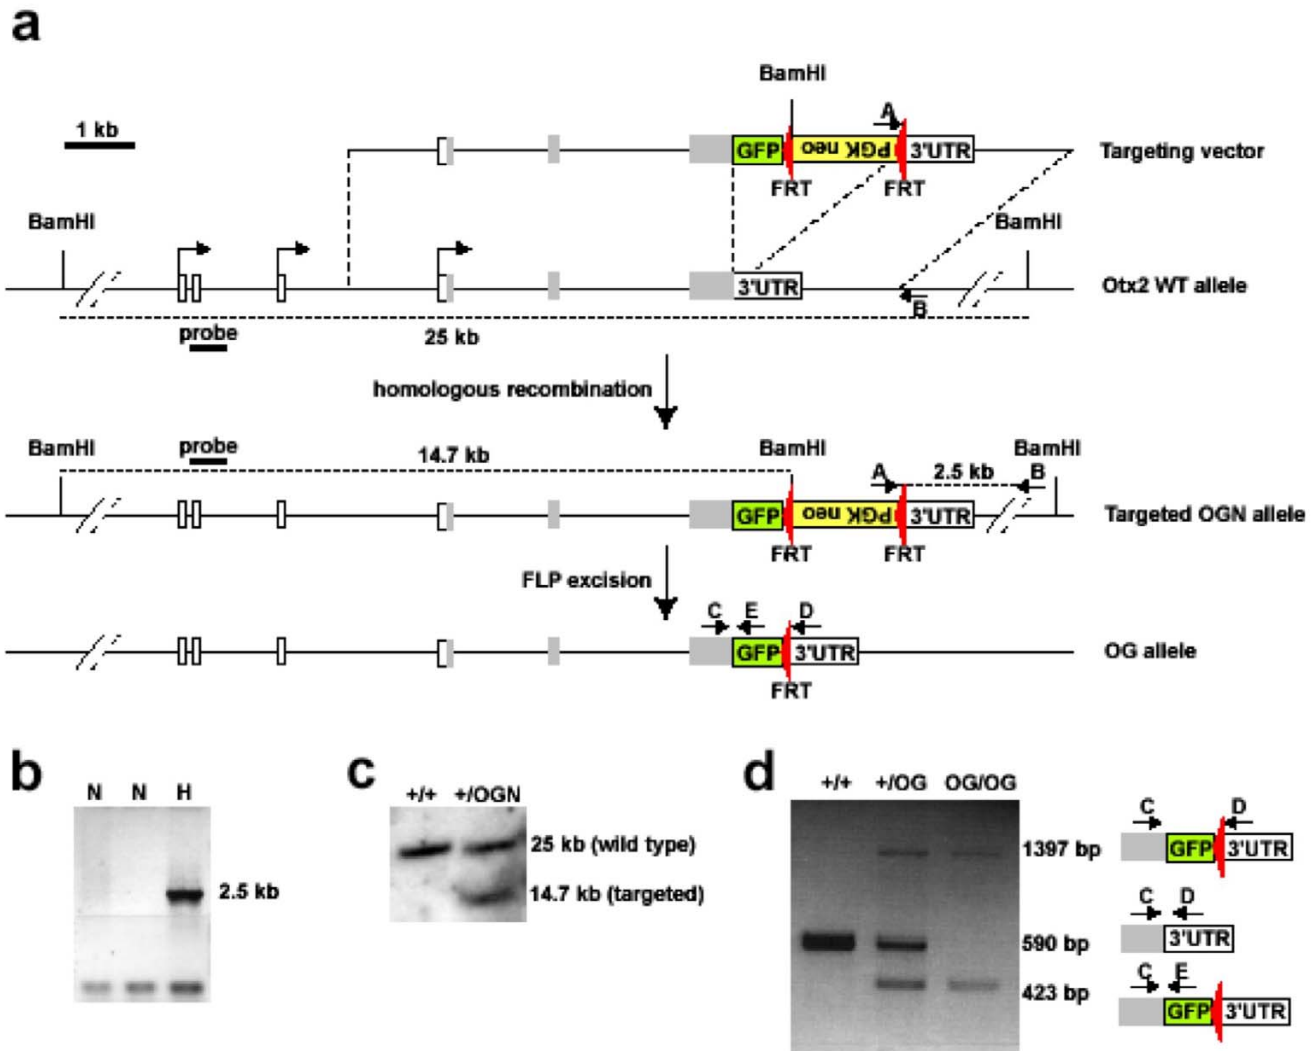 a
BamHI
1 kb
A
GFP
PGK neo
3'UTR
Targeting vector
FRT
FRT
BamHI
BamHI
3'UTR
Otx2 WT allele
B
probe
25 kb
homologous recombination
BamHI
probe
14.7 kb
BamHI
BamHI
A
2.5 kb
B
GFP
PGK neo
3'UTR
Targeted OGN allele
FRT
FRT
FLP excision
C
E
D
GFP
3'UTR
OG allele
FRT
b
N N H
2.5 kb
c
+/+ +/OGN
25 kb (wild type)
14.7 kb (targeted)
d
+/+ +/OG OG/OG
1397 bp
590 bp
423 bp
C D
GFP 3'UTR
C D
3'UTR
C E
GFP 3'UTR